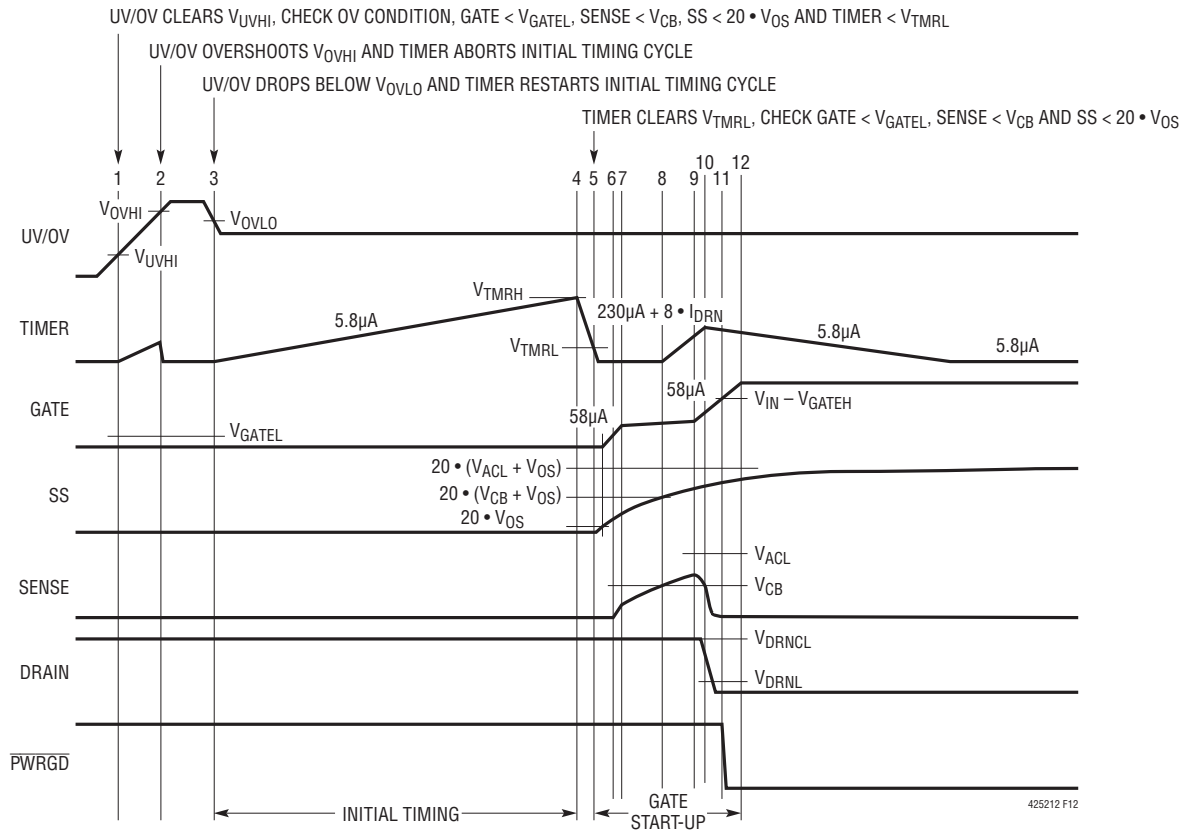 UV/OV CLEARS VUVHI, CHECK OV CONDITION, GATE < VGATEL, SENSE < VCB, SS < 20 • VOS AND TIMER < VTMRL
UV/OV OVERSHOOTS VOVHI AND TIMER ABORTS INITIAL TIMING CYCLE
UV/OV DROPS BELOW VOVLO AND TIMER RESTARTS INITIAL TIMING CYCLE
TIMER CLEARS VTMRL, CHECK GATE < VGATEL, SENSE < VCB AND SS < 20 • VOS
1 2 3 4 5 6 7 8 9 10 11 12
VOVHI
VOVLO
UV/OV
VUVHI
VTMRH
230µA + 8 • IDRN
TIMER
5.8µA
5.8µA
5.8µA
VTMRL
58µA
VIN – VGATEH
GATE
58µA
VGATEL
20 • (VACL + VOS)
SS
20 • (VCB + VOS)
20 • VOS
VACL
SENSE
VCB
VDRNCL
DRAIN
VDRNL
PWRGD
INITIAL TIMING
GATE
START-UP
425212 F12